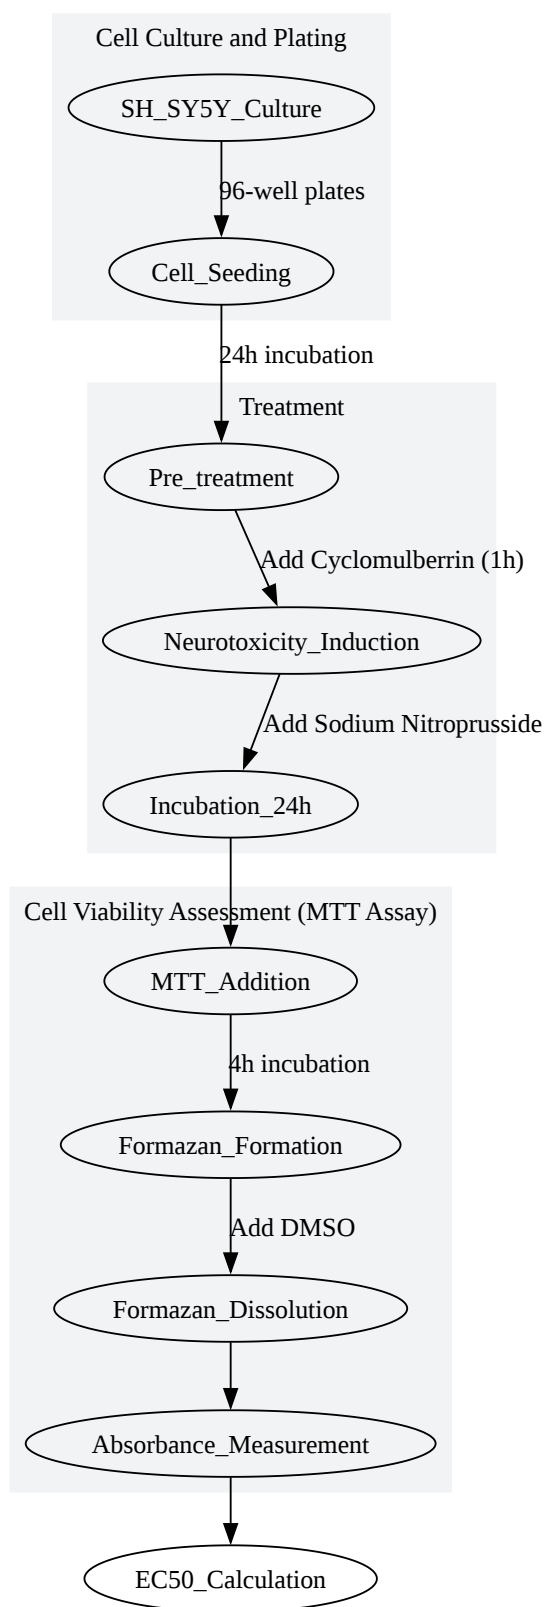 Cell Culture and Plating
SH_SY5Y_Culture
96-well plates
Cell_Seeding
24h incubation
Treatment
Pre_treatment
Add Cyclomulberrin (1h)
Neurotoxicity_Induction
Add Sodium Nitroprusside
Incubation_24h
Cell Viability Assessment (MTT Assay)
MTT_Addition
4h incubation
Formazan_Formation
Add DMSO
Formazan_Dissolution
Absorbance_Measurement
EC50_Calculation